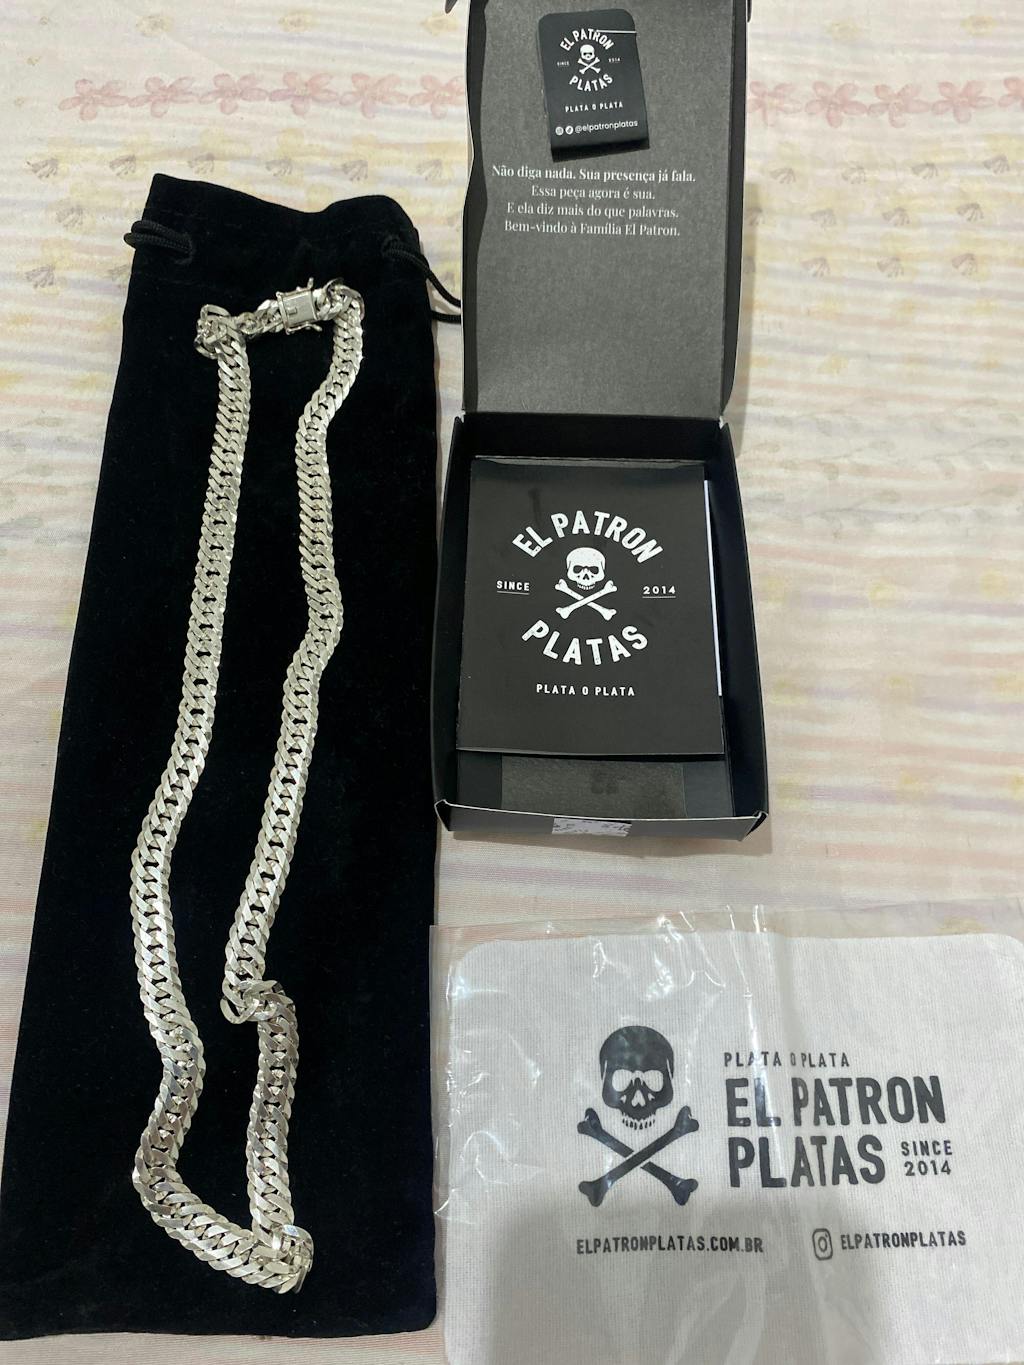 EL PATRON
SINCE 2014
PLATAS
PLATA O PLATA
@elpatronplatas
Não diga nada. Sua presença já fala.
Essa peça agora é sua.
E ela diz mais do que palavras.
Bem-vindo à Família El Patron.
EL PATRON
SINCE 2014
PLATAS
PLATA O PLATA
PLATA O PLATA
EL PATRON
PLATAS SINCE
2014
ELPATRONPLATAS.COM.BR ELPATRONPLATAS